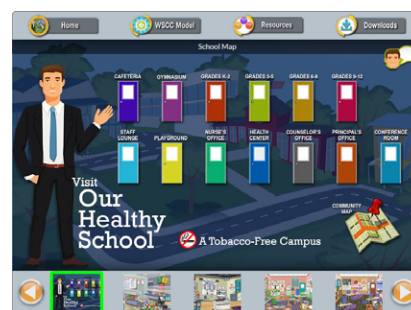 Home
WSCC Model
Resources
Downloads
School Map
CAFETERIA
GYMNASIUM
GRADES K-2
GRADES 3-5
GRADES 6-8
GRADES 9-12
STAFF
LOUNGE
PLAYGROUND
NURSE'S
OFFICE
HEALTH
CENTER
COUNSELOR'S
OFFICE
PRINCIPAL'S
OFFICE
CONFERENCE
ROOM
Visit
Our
Healthy
School
A Tobacco-Free Campus
COMMUNITY
MAP